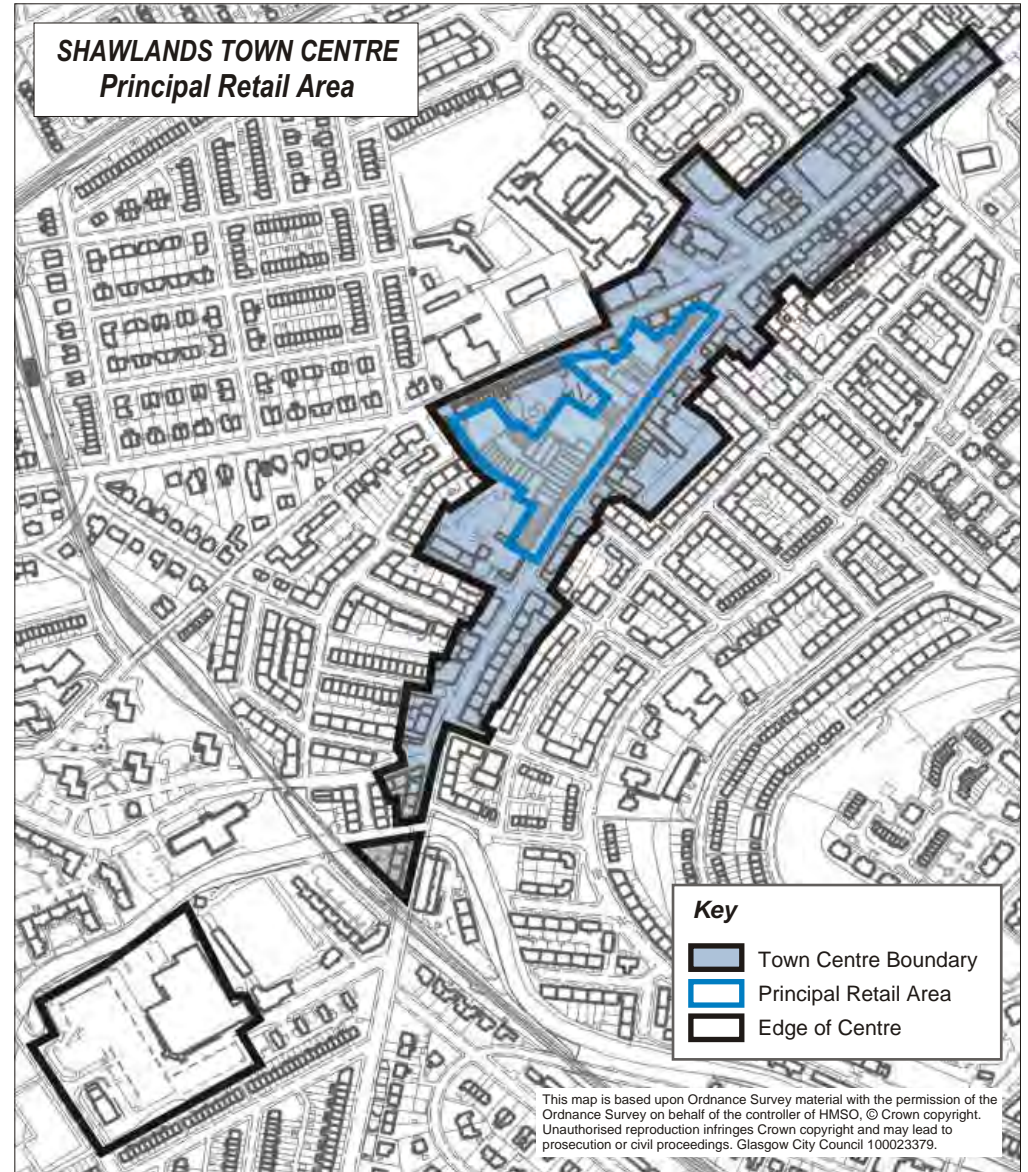 SHAWLANDS TOWN CENTRE
Principal Retail Area
Key
Town Centre Boundary
Principal Retail Area
Edge of Centre
This map is based upon Ordnance Survey material with the permission of the
Ordnance Survey on behalf of the controller of HMSO, © Crown copyright.
Unauthorised reproduction infringes Crown copyright and may lead to
prosecution or civil proceedings. Glasgow City Council 100023379.